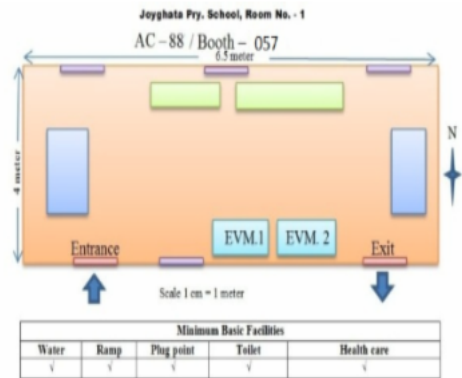 Joyghata Pry. School, Room No. - 1
AC – 88 / Booth – 057
6.5 meter
4 meter
N
EVM.1 EVM. 2
Entrance Exit
Scale 1 cm = 1 meter
Minimum Basic Facilities
Water Ramp Plug point Toilet Health care
√ √ √ √ √